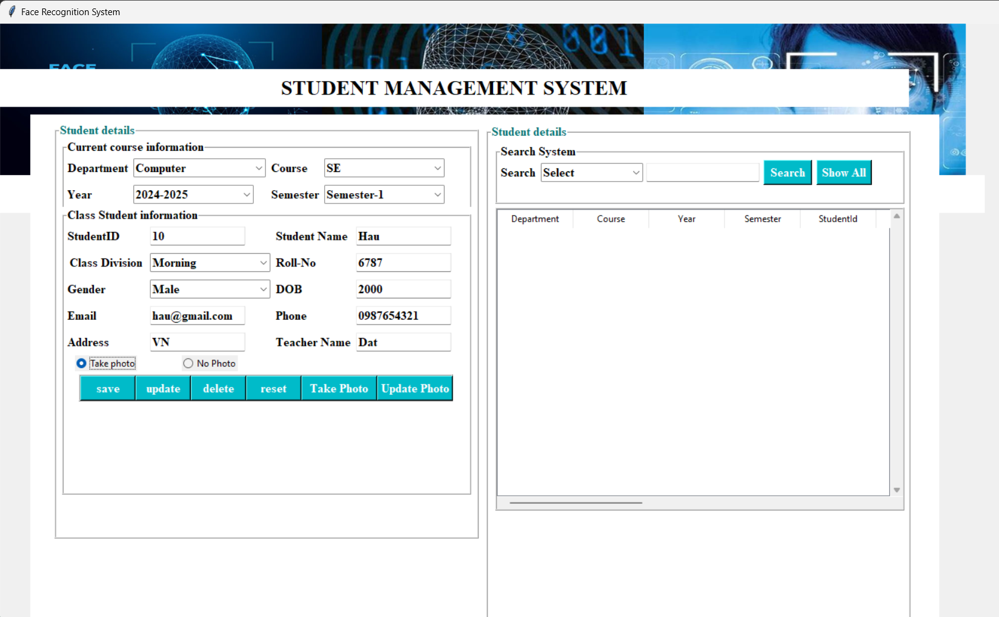 Face Recognition System
FACE
STUDENT MANAGEMENT SYSTEM
Student details
Current course information
Department Computer Course SE
Year 2024-2025 Semester Semester-1
Class Student information
StudentID 10 Student Name Hau
Class Division Morning Roll-No 6787
Gender Male DOB 2000
Email hau@gmail.com Phone 0987654321
Address VN Teacher Name Dat
Take photo No Photo
save update delete reset Take Photo Update Photo
Student details
Search System
Search Select Search Show All
Department Course Year Semester StudentId